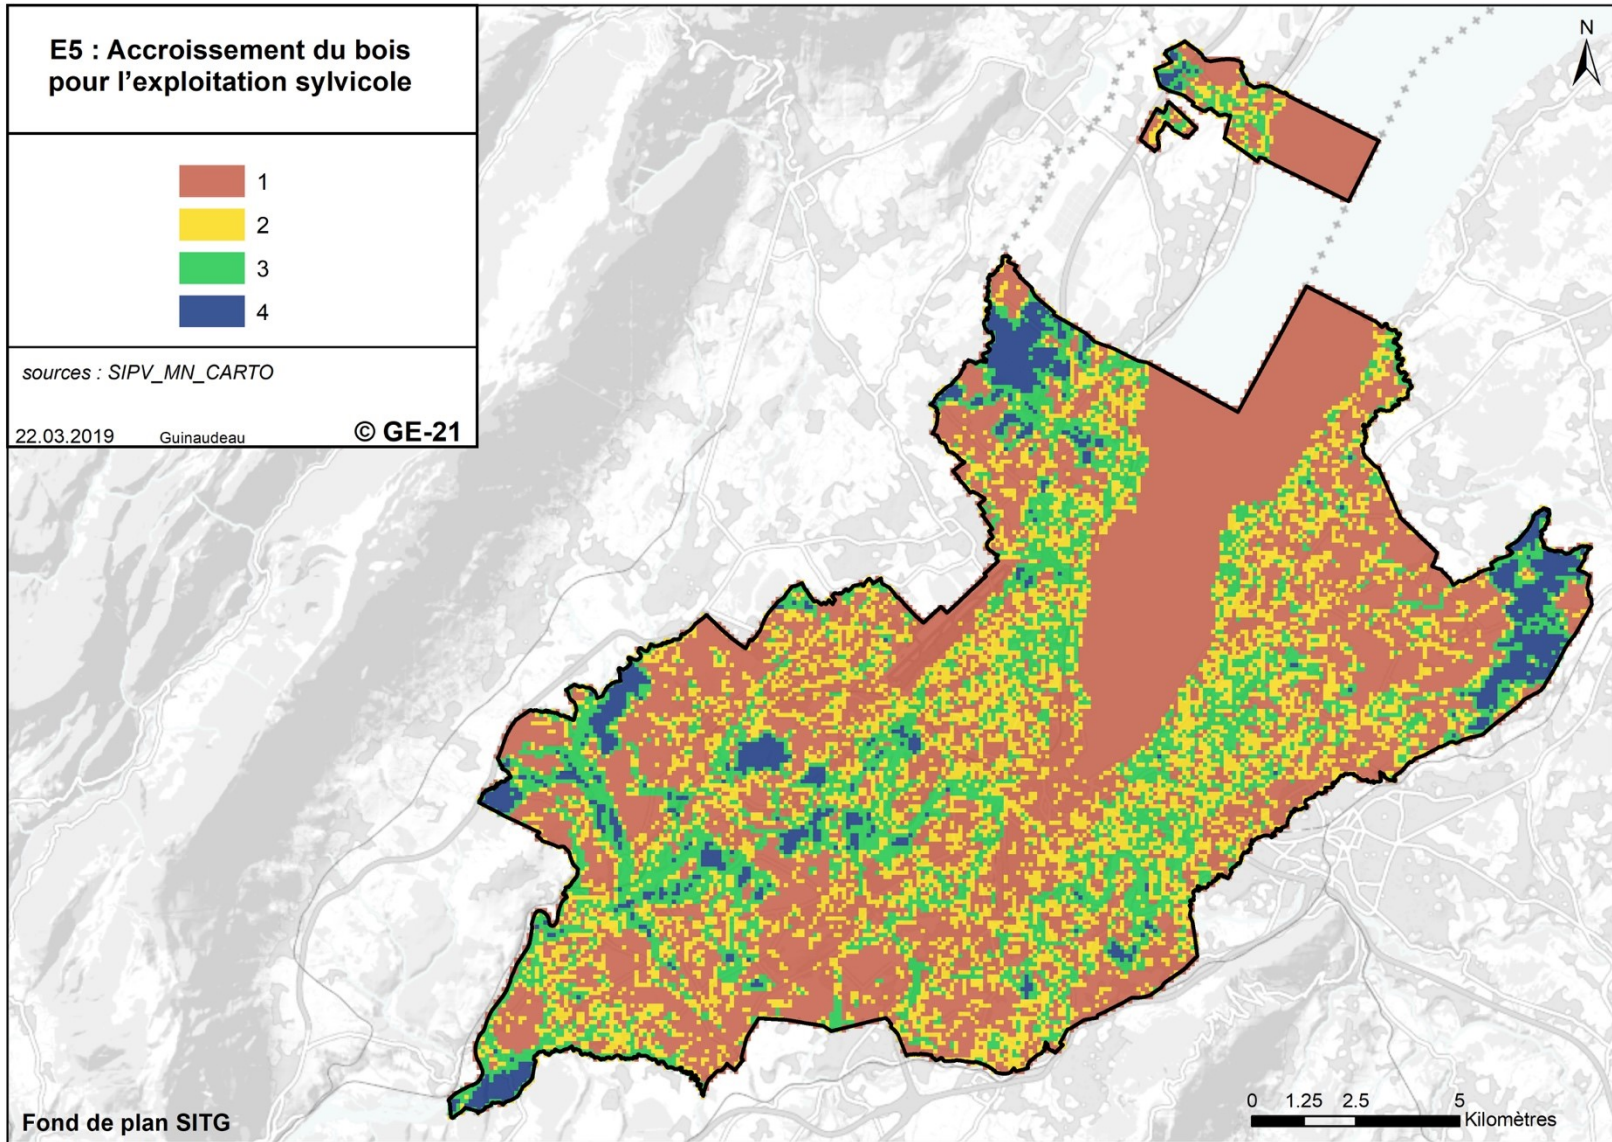 E5 : Accroissement du bois
pour l’exploitation sylvicole
1
2
3
4
sources : SIPV_MN_CARTO
22.03.2019 Guinaudeau © GE-21
N
0 1.25 2.5 5
Kilomètres
Fond de plan SITG